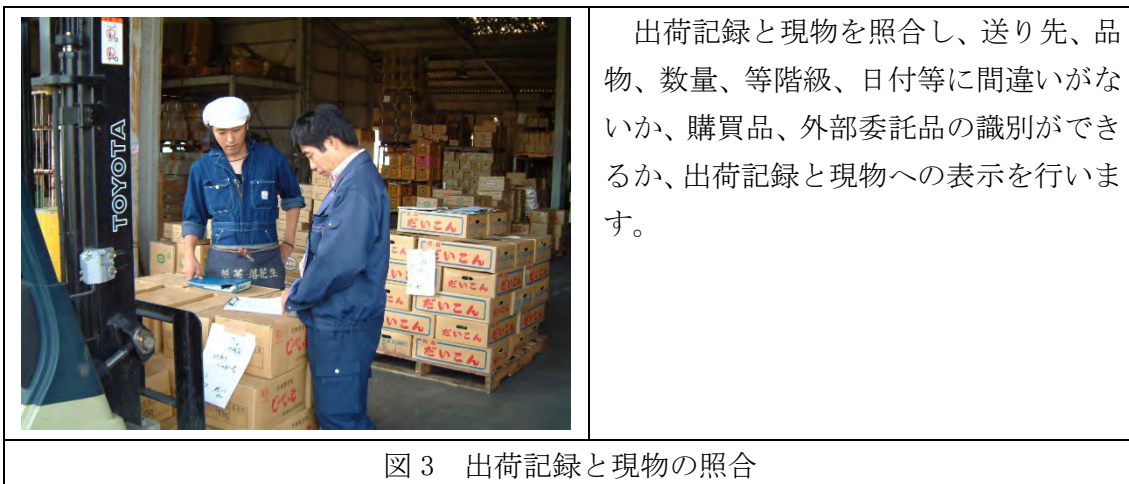 TOYOTA
落花生
だいこん
だいこん
だいこん
だいこん
だいこん
だいこん
出荷記録と現物を照合し、送り先、品
物、数量、等階級、日付等に間違いがな
いか、購買品、外部委託品の識別ができ
るか、出荷記録と現物への表示を行いま
す。
図 3 出荷記録と現物の照合